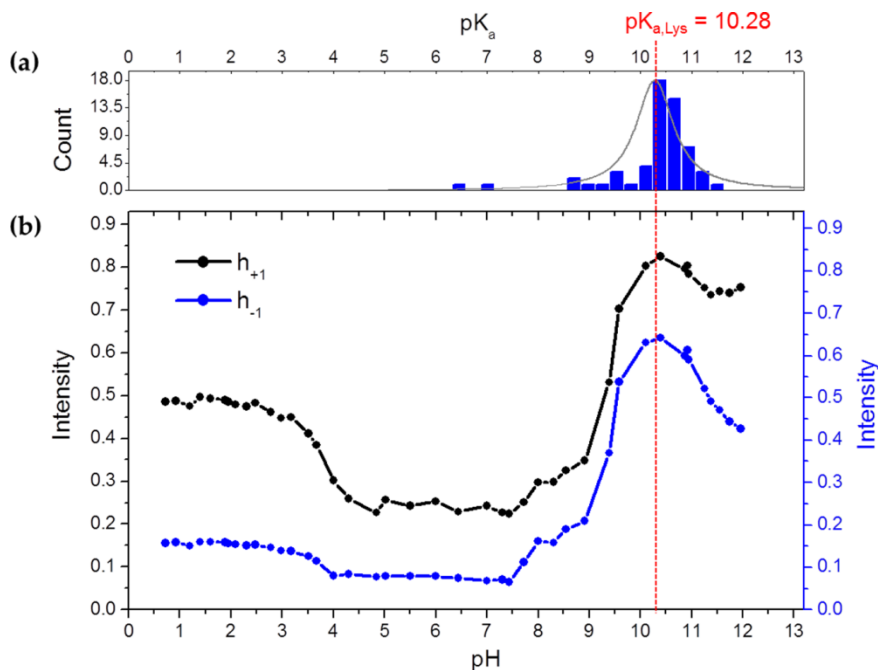 pKa pKa,Lys = 10.28
0 1 2 3 4 5 6 7 8 9 10 11 12 13
(a)
18.0
13.5
9.0
4.5
0.0
Count
(b)
0.9 0.9
0.8 0.8
0.7 0.7
0.6 0.6
0.5 0.5
0.4 0.4
0.3 0.3
0.2 0.2
0.1 0.1
0.0 0.0
h+1
h-1
Intensity
Intensity
0 1 2 3 4 5 6 7 8 9 10 11 12 13
pH